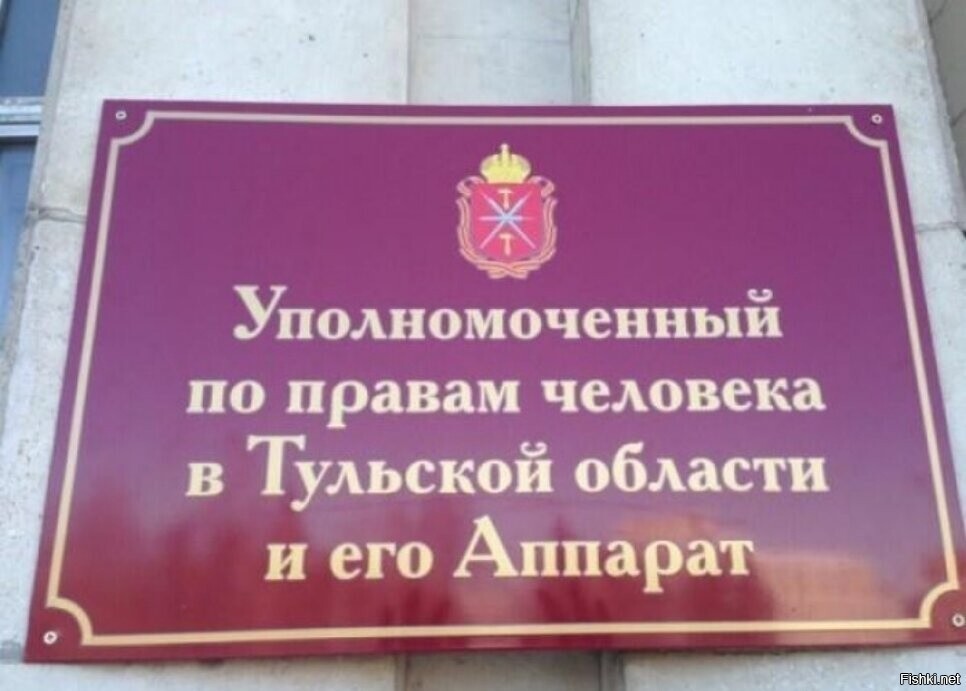 Уполномоченный
по правам человека
в Тульской области
и его Аппарат
Fishki.net